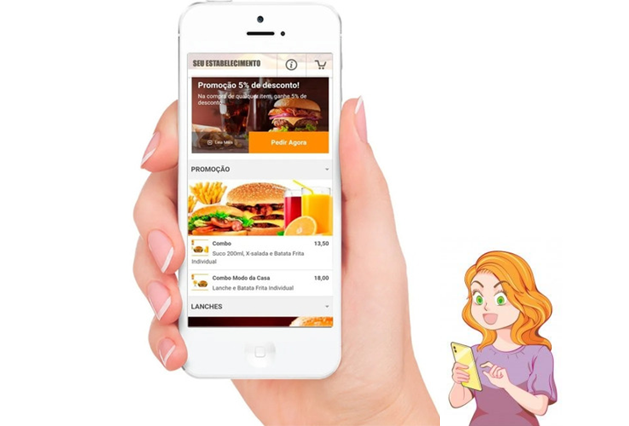 SEU ESTABELECIMENTO
Promoção 5% de desconto!
Na compra de qualquer item, ganhe 5% de
desconto
Leia Mais
Pedir Agora
PROMOÇÃO
Combo 13,50
Suco 200ml, X-salada e Batata Frita
Individual
Combo Modo da Casa 18,00
Lanche e Batata Frita Individual
LANCHES